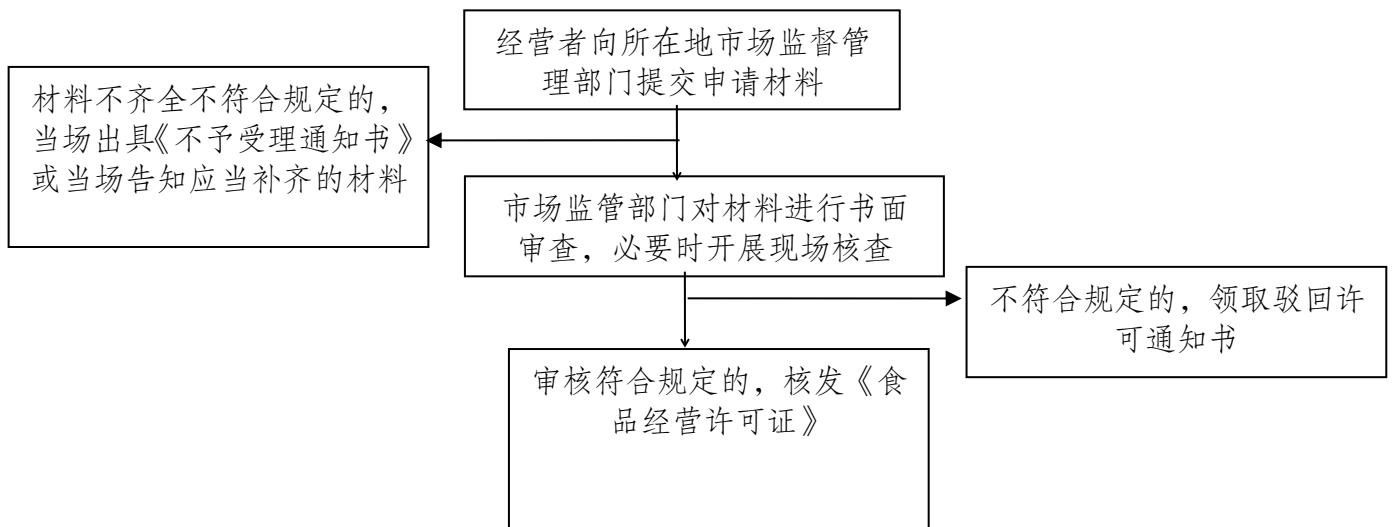 经营者向所在地市场监督管
理部门提交申请材料
材料不齐全不符合规定的，
当场出具《不予受理通知书》
或当场告知应当补齐的材料
市场监管部门对材料进行书面
审查，必要时开展现场核查
不符合规定的，领取驳回许
可通知书
审核符合规定的，核发《食
品经营许可证》